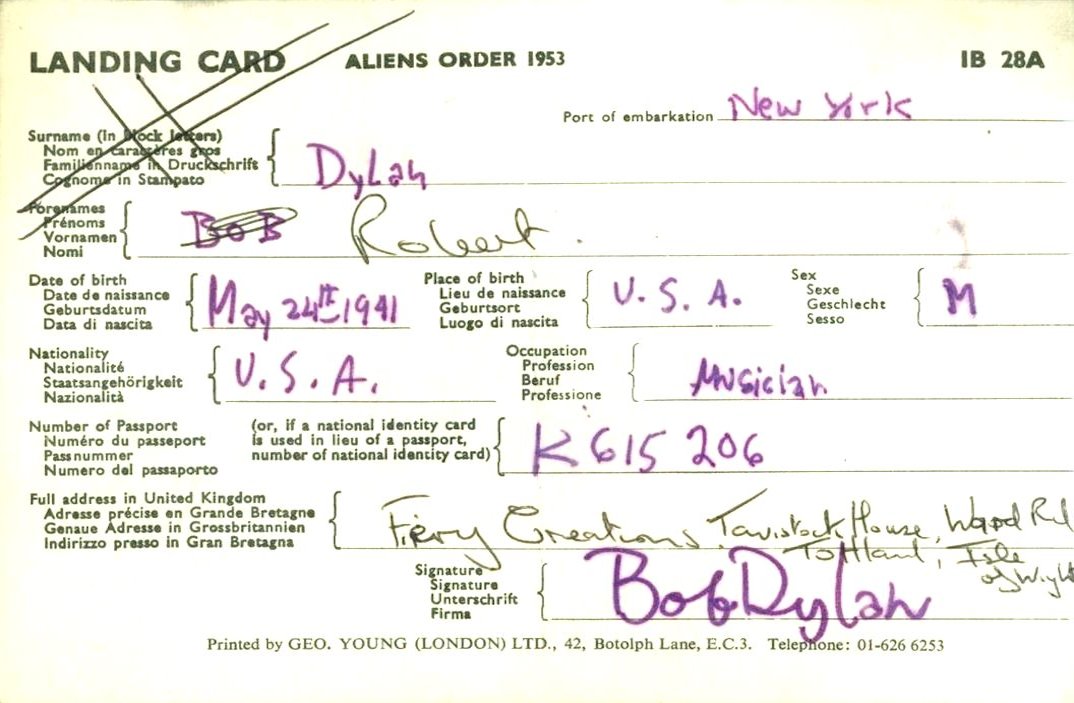 LANDING CARD ALIENS ORDER 1953 IB 28A
Port of embarkation New York
Surname (In block letters)
Nom en caractères gros
Familienname in Druckschrift
Cognome in Stampato
Dylan
Forenames
Prénoms
Vornamen
Nomi
BoB Robert.
Date of birth
Date de naissance
Geburtsdatum
Data di nascita
May 24th 1941
Place of birth
Lieu de naissance
Geburtsort
Luogo di nascita
U.S.A.
Sex
Sexe
Geschlecht
Sesso
M
Nationality
Nationalité
Staatsangehörigkeit
Nazionalità
U.S.A.
Occupation
Profession
Beruf
Professione
Musician
Number of Passport
Numéro du passeport
Passnummer
Numero del passaporto
(or, if a national identity card
is used in lieu of a passport,
number of national identity card)
K615 206
Full address in United Kingdom
Adresse précise en Grande Bretagne
Genaue Adresse in Grossbritannien
Indirizzo presso in Gran Bretagna
Fiery Creations, Tavistock House, Rd
Totland, Isle
of Wight
Signature
Signature
Unterschrift
Firma
Bob Dylan
Printed by GEO. YOUNG (LONDON) LTD., 42, Botolph Lane, E.C.3. Telephone: 01-626 6253